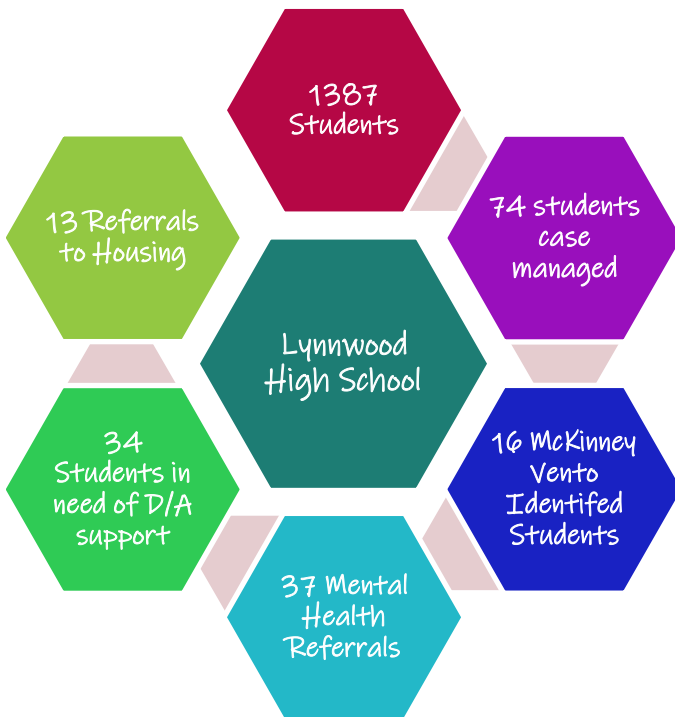 1387
Students
74 students
case
managed
16 McKinney
Vento
Identifed
Students
37 Mental
Health
Referrals
34
Students in
need of D/A
support
13 Referrals
to Housing
Lynnwood
High School